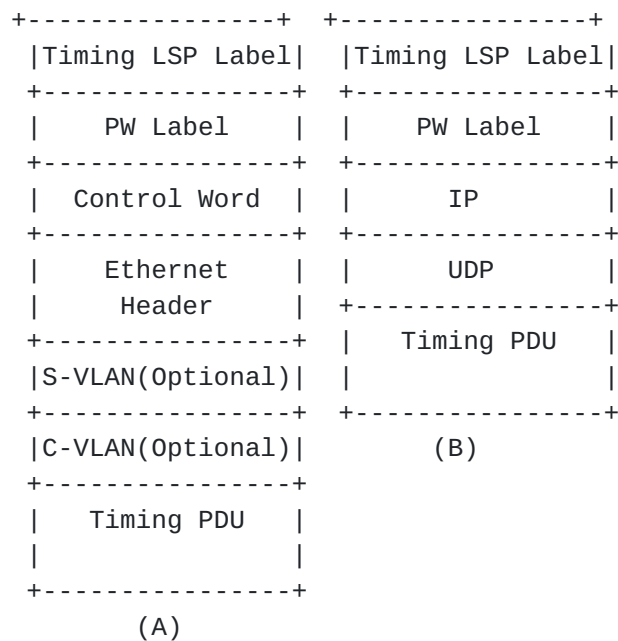 +----------------+  +----------------+
|Timing LSP Label|  |Timing LSP Label|
+----------------+  +----------------+
|    PW Label    |  |    PW Label    |
+----------------+  +----------------+
|  Control Word  |  |      IP        |
+----------------+  +----------------+
|    Ethernet    |  |      UDP       |
|     Header     |  +----------------+
+----------------+  |   Timing PDU   |
|S-VLAN(Optional)|  |                |
+----------------+  +----------------+
|C-VLAN(Optional)|        (B)
+----------------+
|   Timing PDU   |
|                |
+----------------+
       (A)